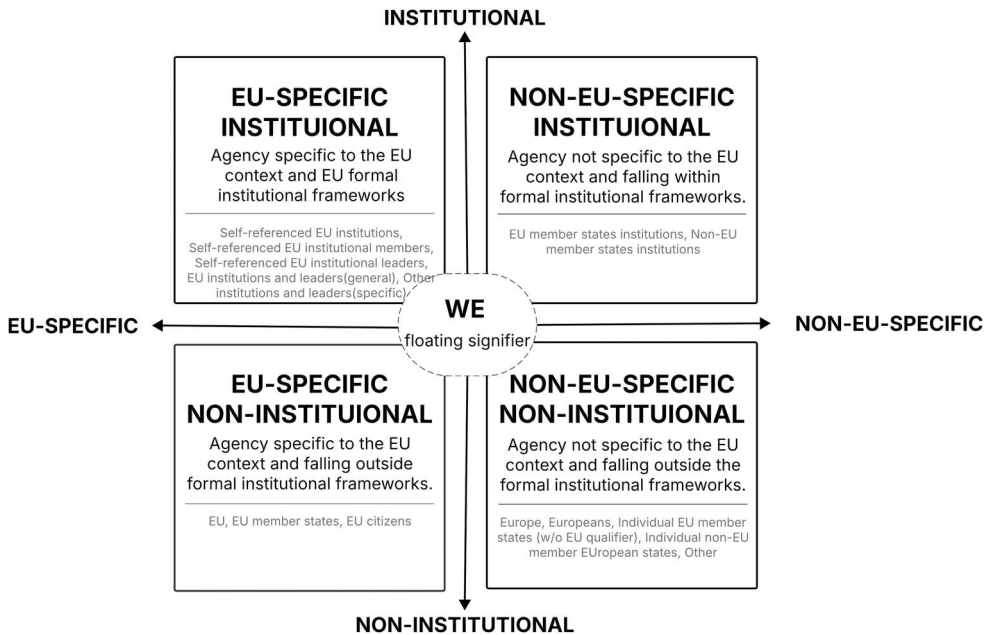 INSTITUTIONAL
EU-SPECIFIC
INSTITUIONAL
Agency specific to the EU
context and EU formal
institutional frameworks
Self-referenced EU institutions,
Self-referenced EU institutional members,
Self-referenced EU institutional leaders,
EU institutions and leaders(general), Other
institutions and leaders(specific)
NON-EU-SPECIFIC
INSTITUIONAL
Agency not specific to the EU
context and falling within
formal institutional frameworks.
EU member states institutions, Non-EU
member states institutions
EU-SPECIFIC
WE
floating signifier
NON-EU-SPECIFIC
EU-SPECIFIC
NON-INSTITUIONAL
Agency specific to the EU
context and falling outside
formal institutional frameworks.
EU, EU member states, EU citizens
NON-EU-SPECIFIC
NON-INSTITUIONAL
Agency not specific to the EU
context and falling outside the
formal institutional frameworks.
Europe, Europeans, Individual EU member
states (w/o EU qualifier), Individual non-EU
member EUropean states, Other
NON-INSTITUTIONAL